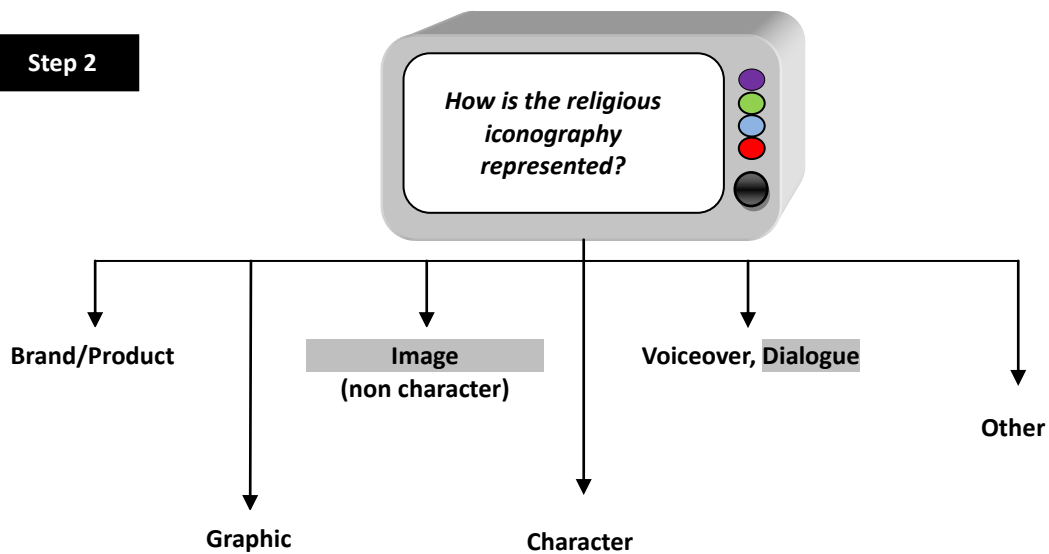 Step 2
How is the religious
iconography
represented?
Brand/Product
Image
(non character)
Voiceover, Dialogue
Other
Graphic
Character